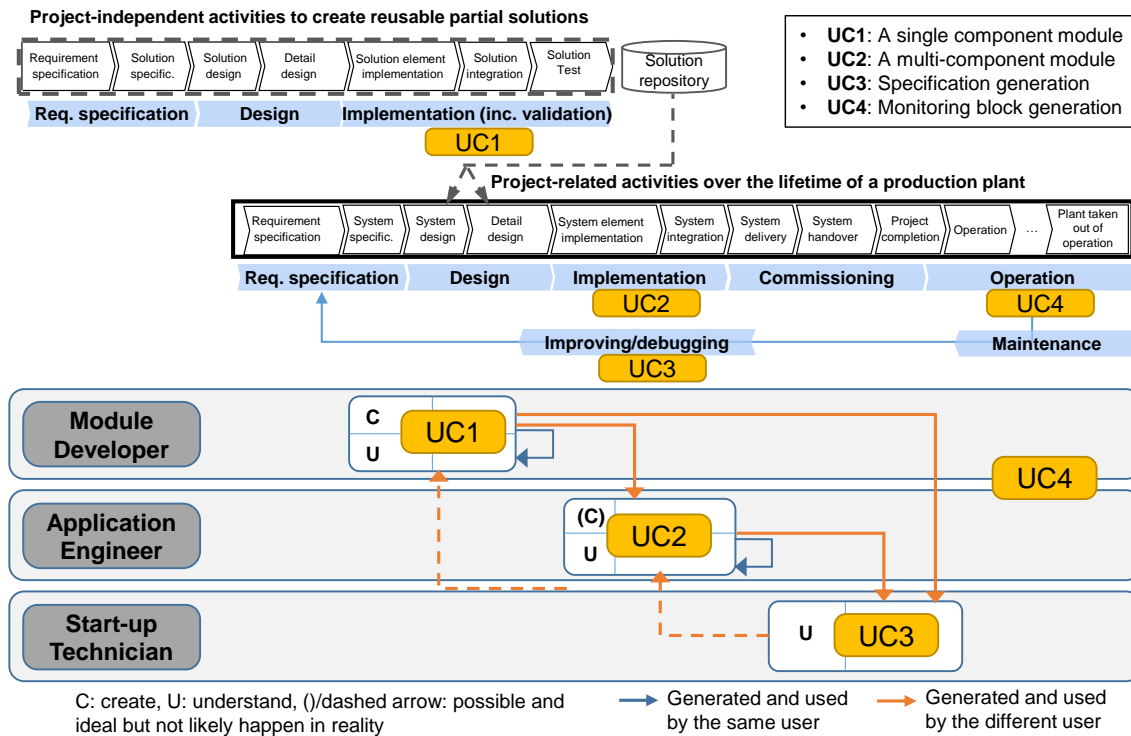 Project-independent activities to create reusable partial solutions
Requirement
specification
Solution
specific.
Solution
design
Detail
design
Solution element
implementation
Solution
integration
Solution
Test
Solution
repository
Req. specification
Design
Implementation (inc. validation)
UC1
• UC1: A single component module
• UC2: A multi-component module
• UC3: Specification generation
• UC4: Monitoring block generation
Project-related activities over the lifetime of a production plant
Requirement
specification
System
specific.
System
design
Detail
design
System element
implementation
System
integration
System
delivery
System
handover
Project
completion
Operation
...
Plant taken
out of
operation
Req. specification
Design
Implementation
Commissioning
Operation
UC2
UC4
Improving/debugging
Maintenance
UC3
Module
Developer
C
U
UC1
UC4
Application
Engineer
(C)
U
UC2
Start-up
Technician
U
UC3
C: create, U: understand, ()/dashed arrow: possible and
ideal but not likely happen in reality
Generated and used
by the same user
Generated and used
by the different user